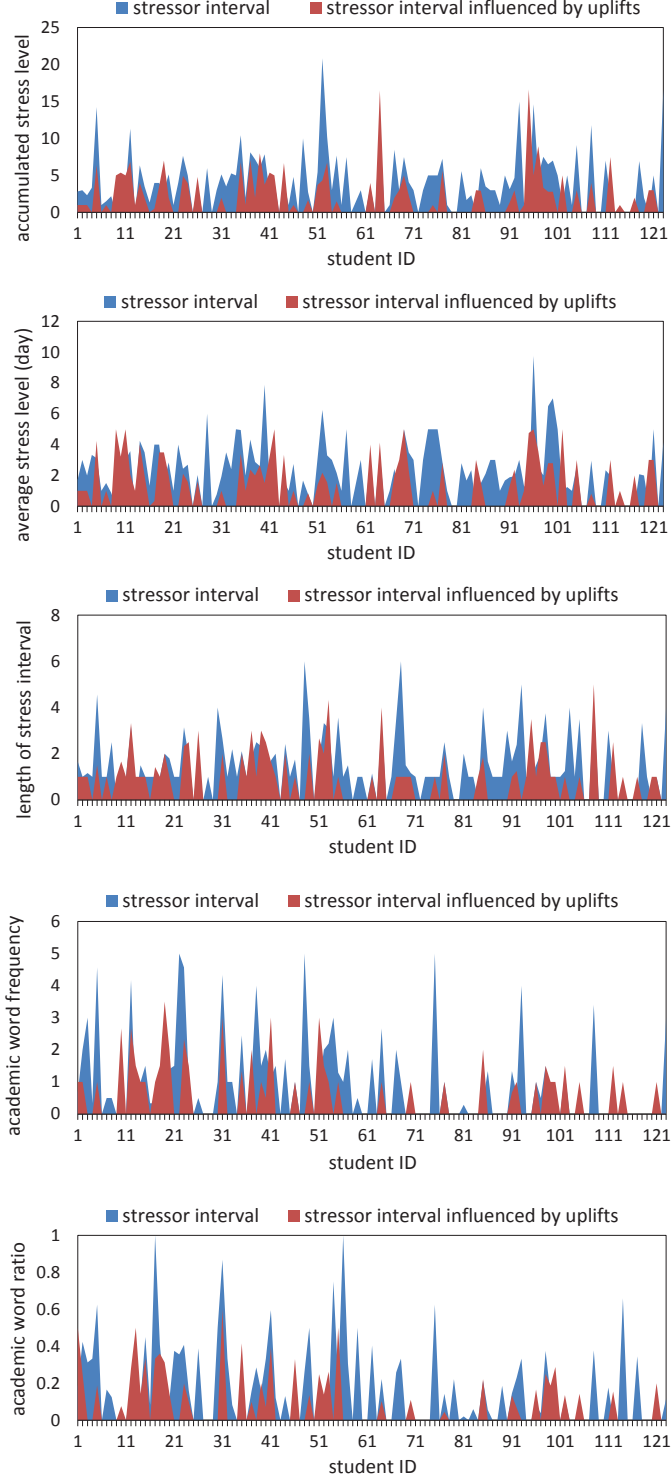 stressor interval stressor interval influenced by uplifts
accumulated stress level
25
20
15
10
5
0
1 11 21 31 41 51 61 71 81 91 101 111 121
student ID
stressor interval stressor interval influenced by uplifts
average stress level (day)
12
10
8
6
4
2
0
1 11 21 31 41 51 61 71 81 91 101 111 121
student ID
stressor interval stressor interval influenced by uplifts
length of stress interval
8
6
4
2
0
1 11 21 31 41 51 61 71 81 91 101 111 121
student ID
stressor interval stressor interval influenced by uplifts
academic word frequency
6
5
4
3
2
1
0
1 11 21 31 41 51 61 71 81 91 101 111 121
student ID
stressor interval stressor interval influenced by uplifts
academic word ratio
1
0.8
0.6
0.4
0.2
0
1 11 21 31 41 51 61 71 81 91 101 111 121
student ID